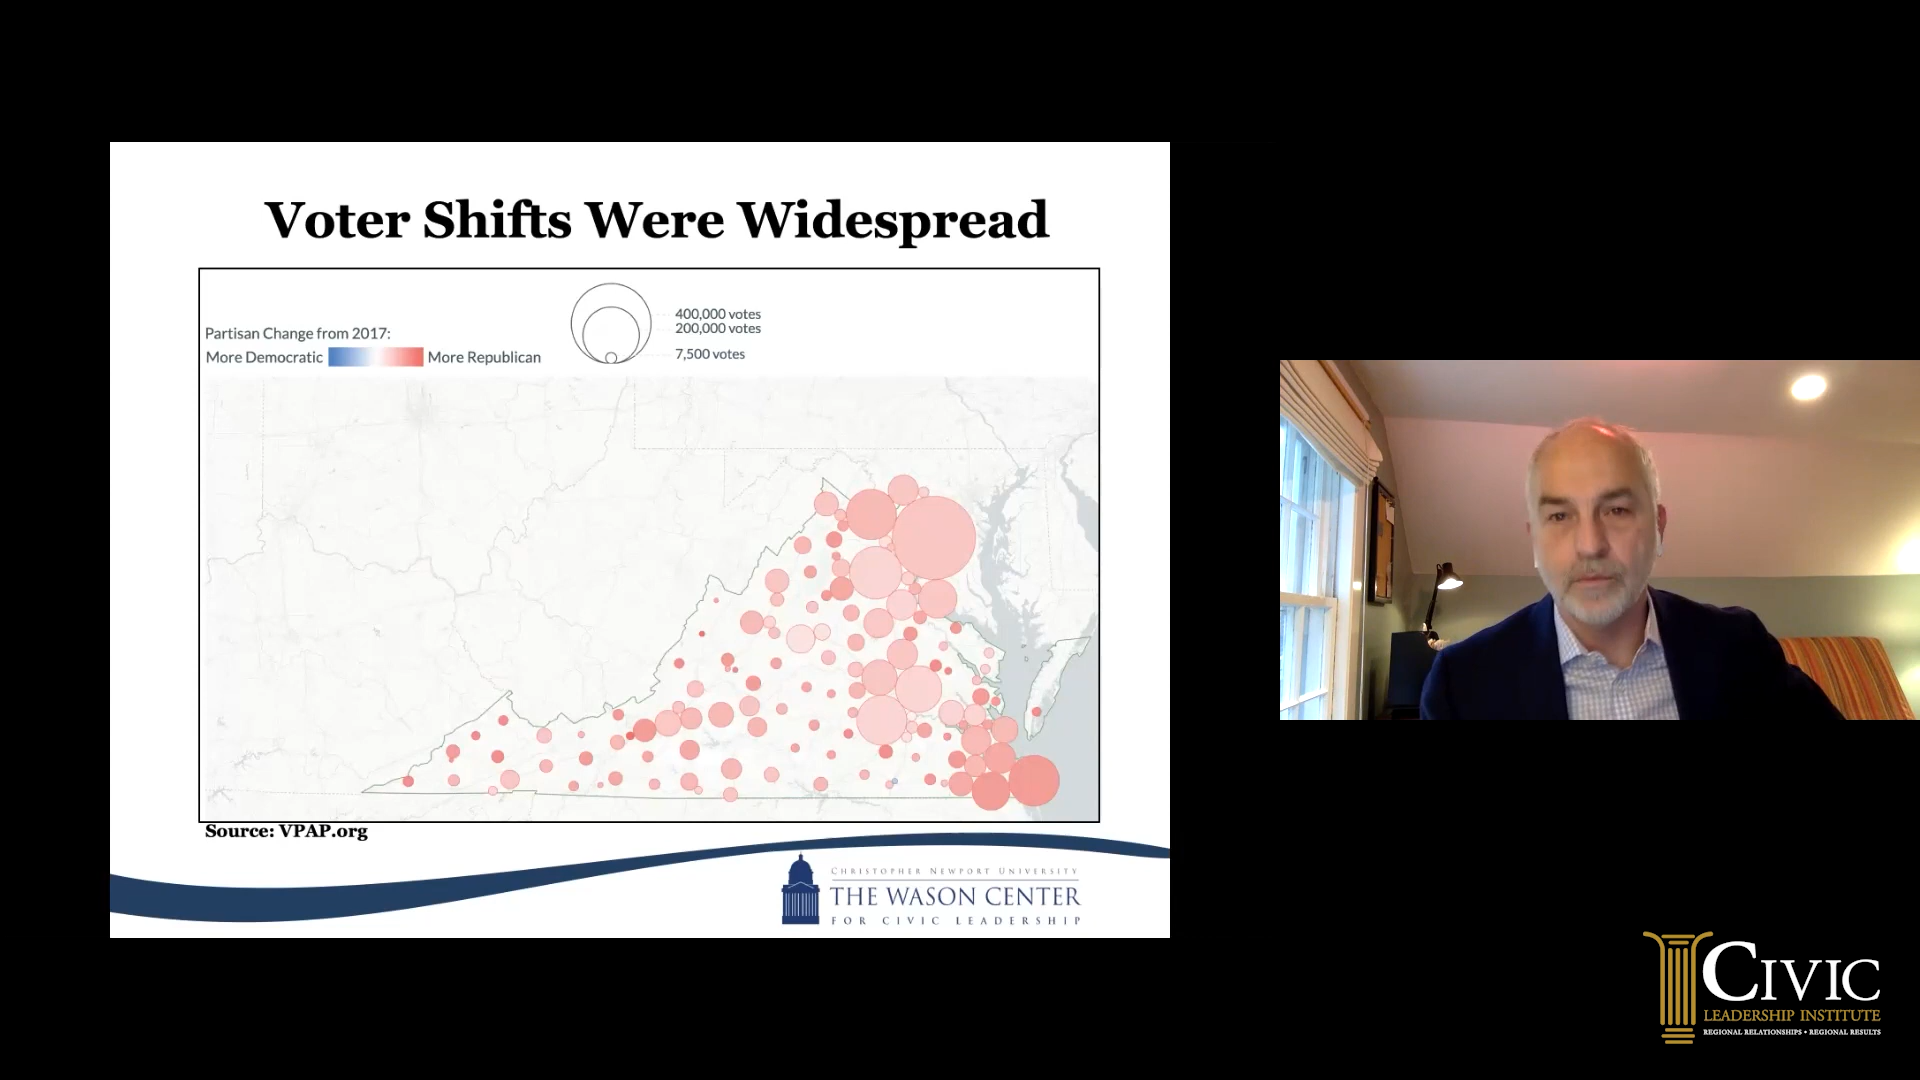 Voter Shifts Were Widespread
400,000 votes
200,000 votes
7,500 votes
Partisan Change from 2017:
More Democratic
More Republican
Source: VPAP.org
CHRISTOPHER NEWPORT UNIVERSITY
THE WASON CENTER
FOR CIVIC LEADERSHIP
CIVIC
LEADERSHIP INSTITUTE
REGIONAL RELATIONSHIPS • REGIONAL RESULTS